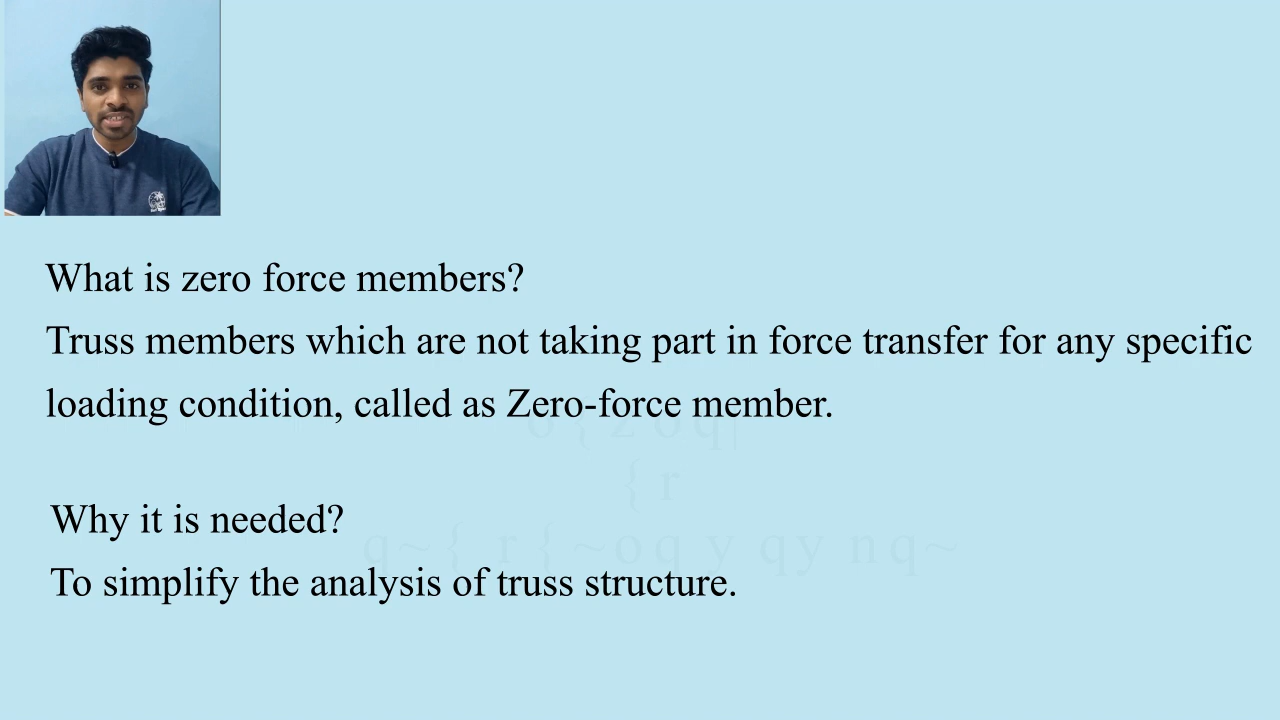 What is zero force members?
Truss members which are not taking part in force transfer for any specific
loading condition, called as Zero-force member.
Why it is needed?
To simplify the analysis of truss structure.